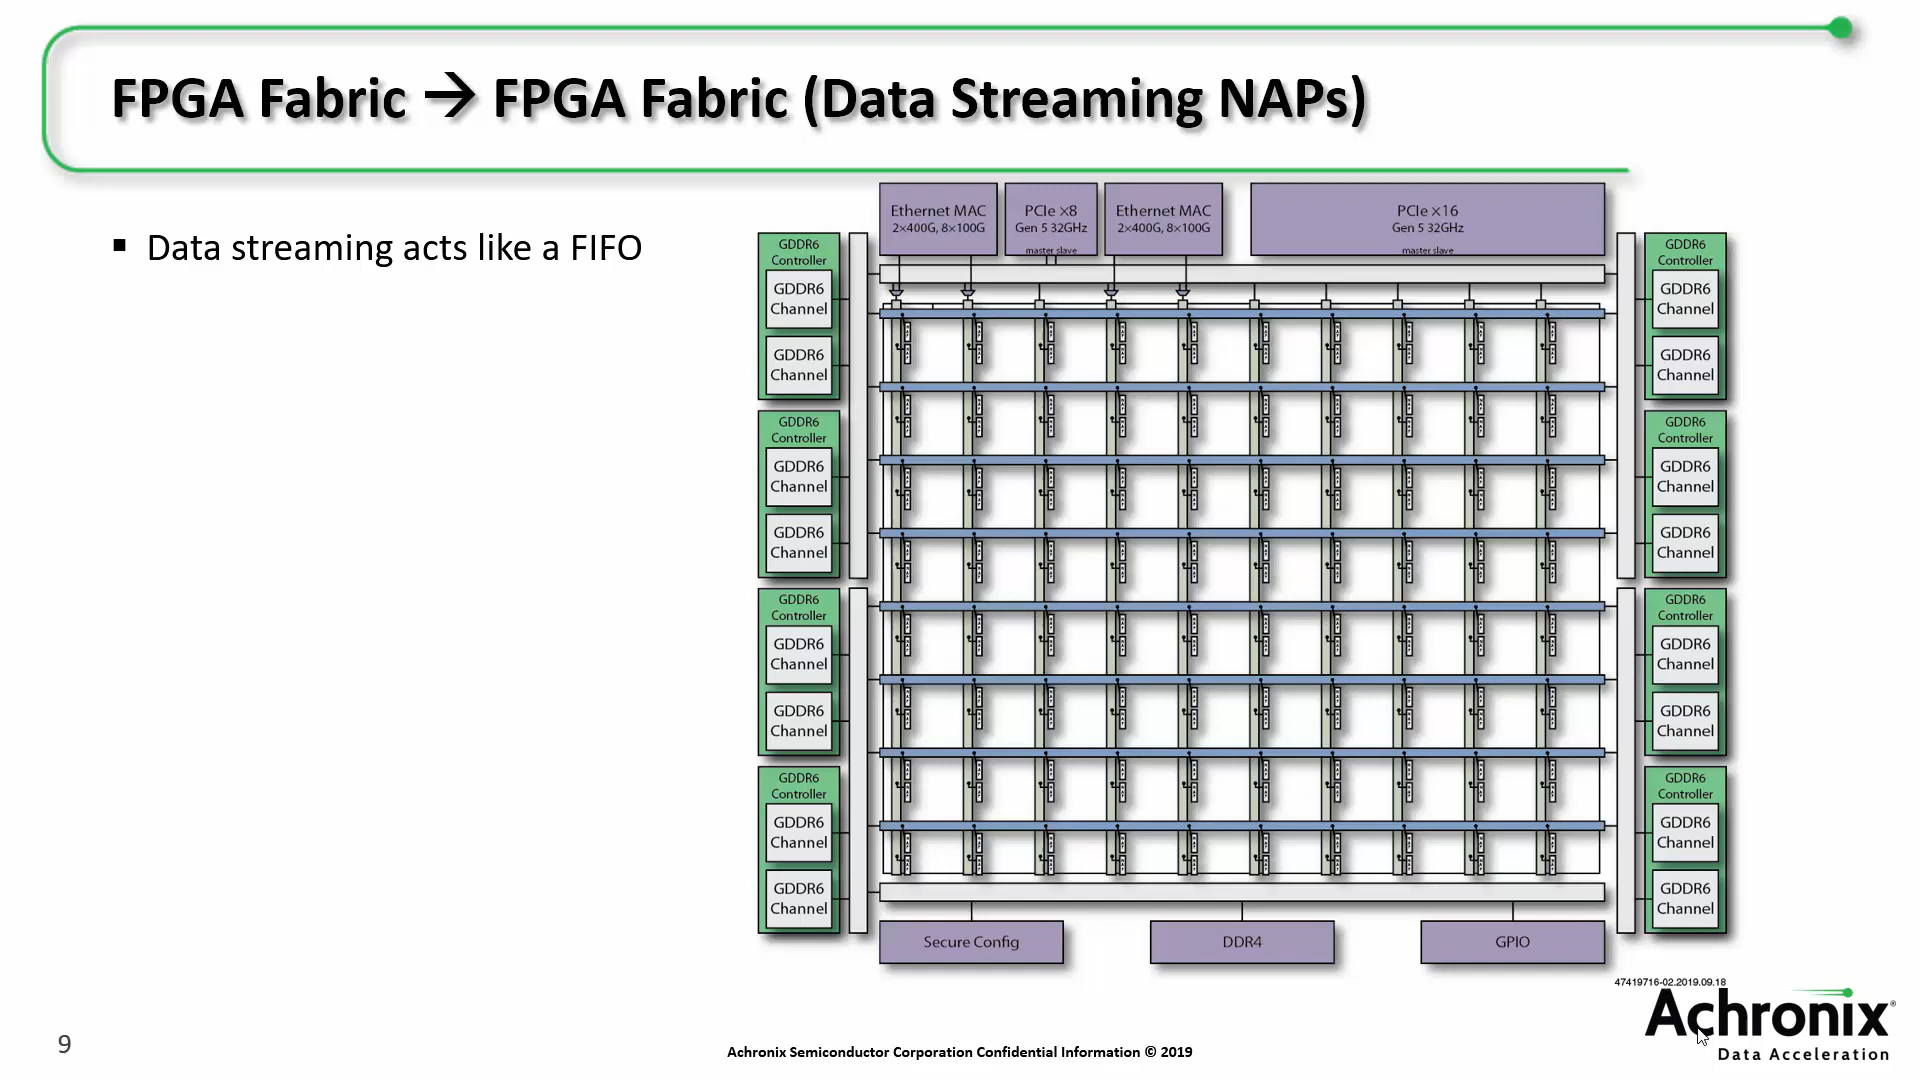 FPGA Fabric → FPGA Fabric (Data Streaming NAPs)
▪ Data streaming acts like a FIFO
Ethernet MAC
2×400G, 8×100G
PCIe ×8
Gen 5 32GHz
master slave
Ethernet MAC
2×400G, 8×100G
PCIe ×16
Gen 5 32GHz
master slave
GDDR6
Controller
GDDR6
Channel
GDDR6
Channel
GDDR6
Controller
GDDR6
Channel
GDDR6
Channel
GDDR6
Controller
GDDR6
Channel
GDDR6
Channel
GDDR6
Controller
GDDR6
Channel
GDDR6
Channel
GDDR6
Controller
GDDR6
Channel
GDDR6
Channel
GDDR6
Controller
GDDR6
Channel
GDDR6
Channel
GDDR6
Controller
GDDR6
Channel
GDDR6
Channel
GDDR6
Controller
GDDR6
Channel
GDDR6
Channel
Secure Config
DDR4
GPIO
47419716-02.2019.09.18
Achronix®
Data Acceleration
9
Achronix Semiconductor Corporation Confidential Information © 2019